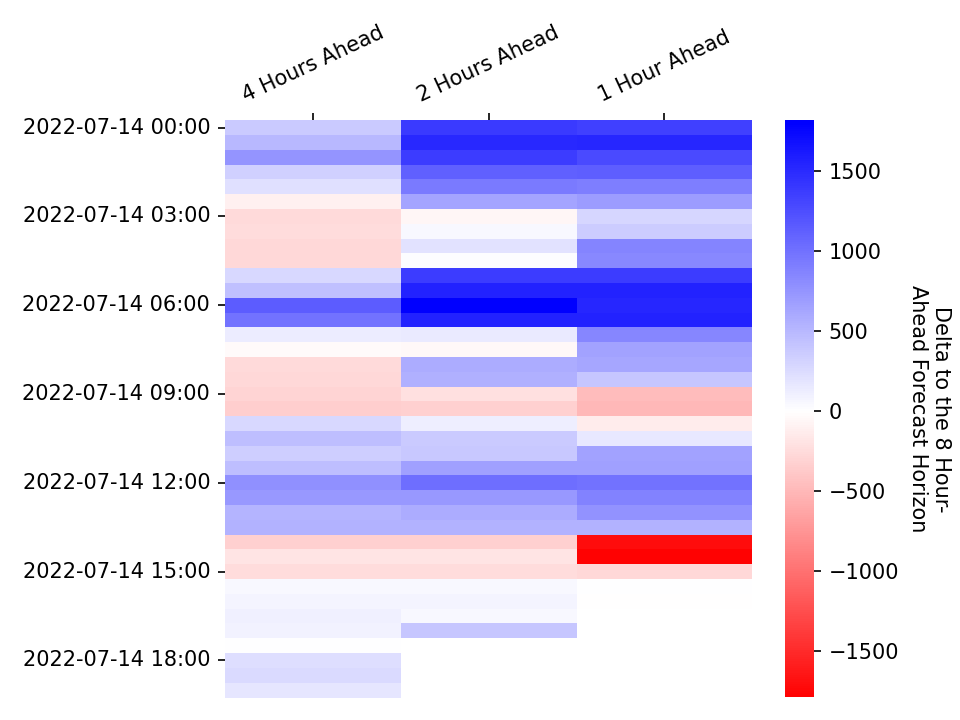 4 Hours Ahead
2 Hours Ahead
1 Hour Ahead
2022-07-14 00:00
2022-07-14 03:00
2022-07-14 06:00
2022-07-14 09:00
2022-07-14 12:00
2022-07-14 15:00
2022-07-14 18:00
1500
1000
500
0
−500
−1000
−1500
Delta to the 8 Hour-
Ahead Forecast Horizon